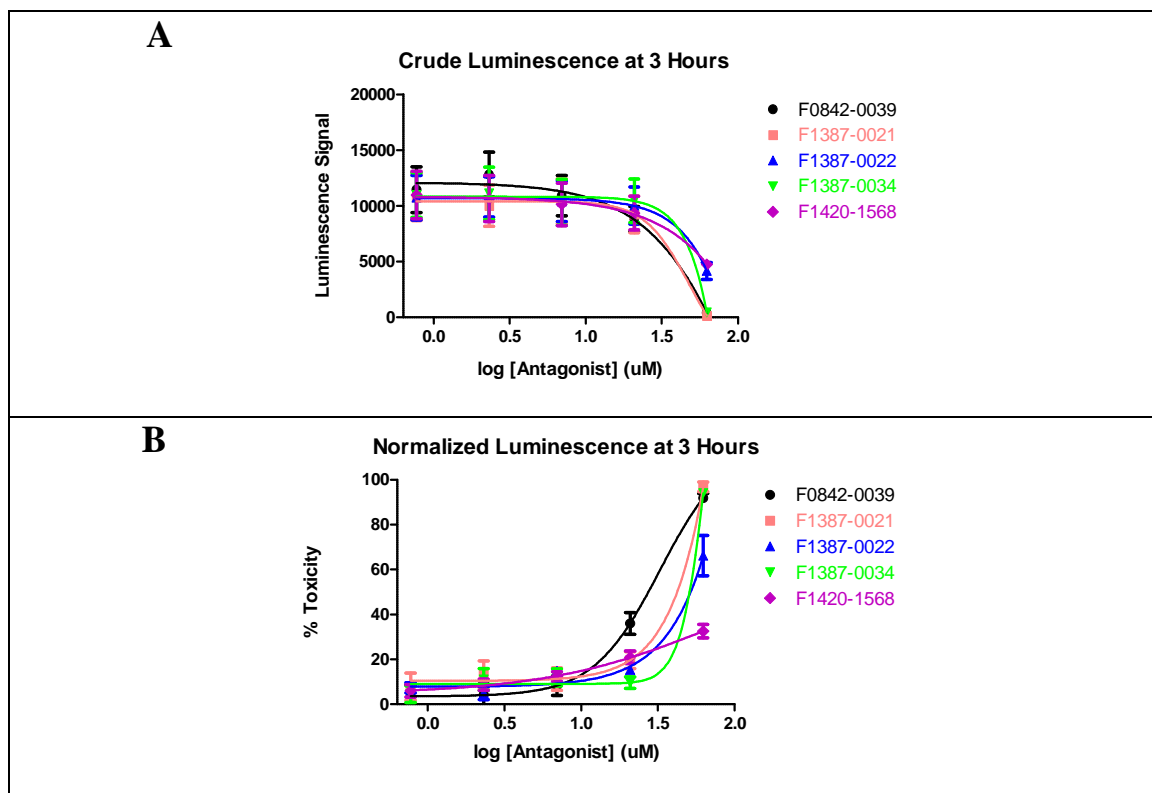 A
Crude Luminescence at 3 Hours
20000
15000
10000
5000
0
Luminescence Signal
0.0 0.5 1.0 1.5 2.0
log [Antagonist] (uM)
F0842-0039
F1387-0021
F1387-0022
F1387-0034
F1420-1568
B
Normalized Luminescence at 3 Hours
100
80
60
40
20
0
% Toxicity
0.0 0.5 1.0 1.5 2.0
log [Antagonist] (uM)
F0842-0039
F1387-0021
F1387-0022
F1387-0034
F1420-1568